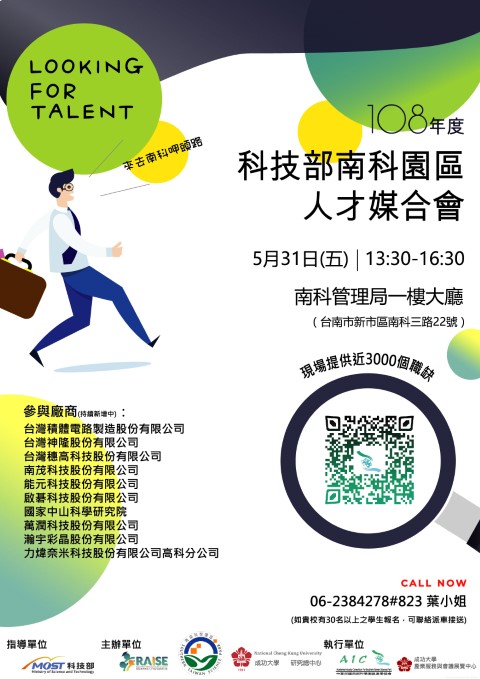 LOOKING
FOR
TALENT
來去南科呷頭路
108年度
科技部南科園區
人才媒合會
5月31日(五) | 13:30-16:30
南科管理局一樓大廳
(台南市新市區南科三路22號)
現場提供近3000個職缺
參與廠商(持續新增中)：
台灣積體電路製造股份有限公司
台灣神隆股份有限公司
台灣穗高科技股份有限公司
南茂科技股份有限公司
能元科技股份有限公司
啟碁科技股份有限公司
國家中山科學研究院
萬潤科技股份有限公司
瀚宇彩晶股份有限公司
力煒奈米科技股份有限公司高科分公司
CALL NOW
06-2384278#823 葉小姐
(如貴校有30名以上之學生報名，可聯絡派車接送)
指導單位
MOST 科技部
Ministry of Science and Technology
主辦單位
RAISE
National Cheng Kung University
成功大學 研究總中心
執行單位
AIC
成功大學
產業服務與會議展覽中心